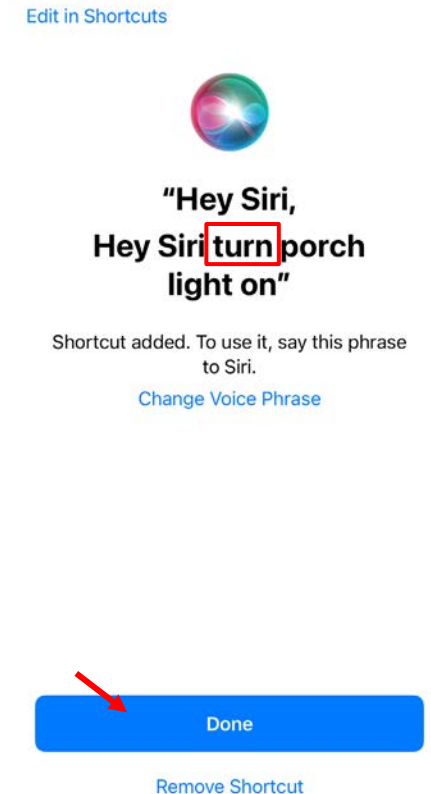 Edit in Shortcuts
“Hey Siri,
Hey Siri turn porch
light on”
Shortcut added. To use it, say this phrase
to Siri.
Change Voice Phrase
Done
Remove Shortcut